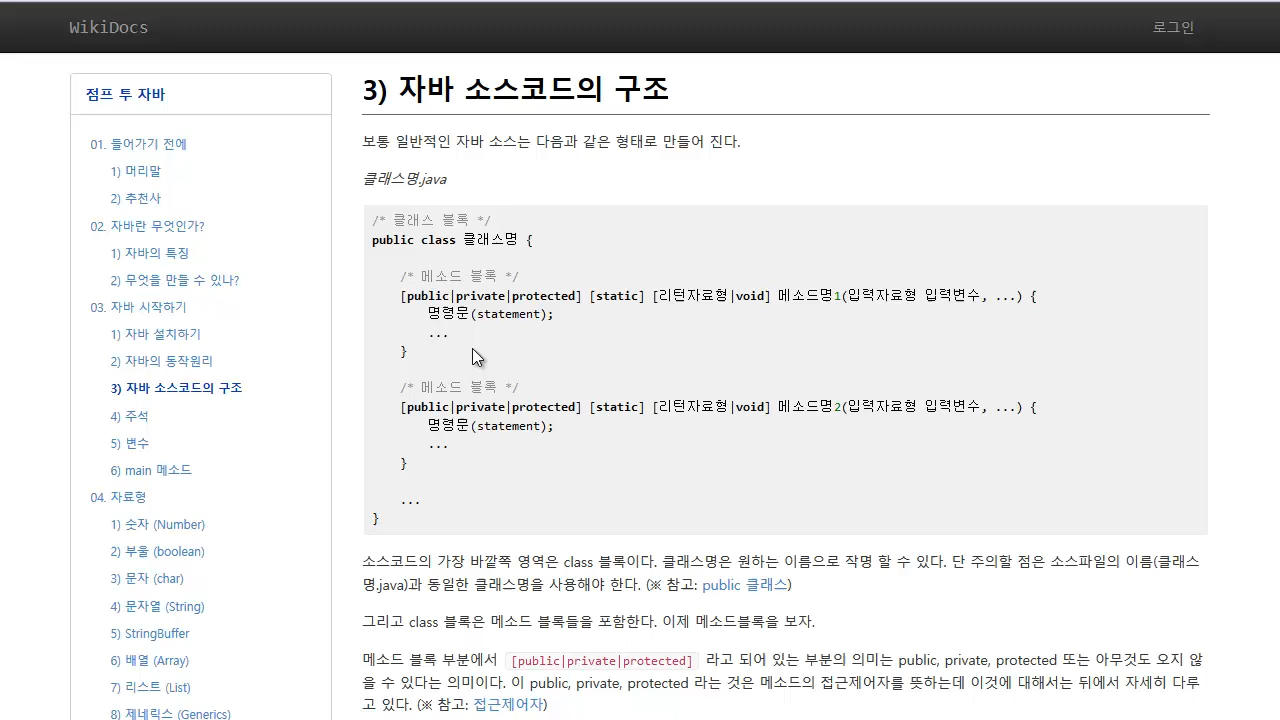 WikiDocs
로그인
점프 투 자바
01. 들어가기 전에
1) 머리말
2) 추천사
02. 자바란 무엇인가?
1) 자바의 특징
2) 무엇을 만들 수 있나?
03. 자바 시작하기
1) 자바 설치하기
2) 자바의 동작원리
3) 자바 소스코드의 구조
4) 주석
5) 변수
6) main 메소드
04. 자료형
1) 숫자 (Number)
2) 부울 (boolean)
3) 문자 (char)
4) 문자열 (String)
5) StringBuffer
6) 배열 (Array)
7) 리스트 (List)
8) 제네릭스 (Generics)
3) 자바 소스코드의 구조
보통 일반적인 자바 소스는 다음과 같은 형태로 만들어 진다.
클래스명.java
/* 클래스 블록 */
public class 클래스명 {
/* 메소드 블록 */
[public|private|protected] [static] [리턴자료형|void] 메소드명1(입력자료형 입력변수, ...) {
명령문(statement);
...
}
/* 메소드 블록 */
[public|private|protected] [static] [리턴자료형|void] 메소드명2(입력자료형 입력변수, ...) {
명령문(statement);
...
}
...
}
소스코드의 가장 바깥쪽 영역은 class 블록이다. 클래스명은 원하는 이름으로 작명 할 수 있다. 단 주의할 점은 소스파일의 이름(클래스
명.java)과 동일한 클래스명을 사용해야 한다. (※ 참고: public 클래스)
그리고 class 블록은 메소드 블록들을 포함한다. 이제 메소드블록을 보자.
메소드 블록 부분에서 [public|private|protected] 라고 되어 있는 부분의 의미는 public, private, protected 또는 아무것도 오지 않
을 수 있다는 의미이다. 이 public, private, protected 라는 것은 메소드의 접근제어자를 뜻하는데 이것에 대해서는 뒤에서 자세히 다루
고 있다. (※ 참고: 접근제어자)